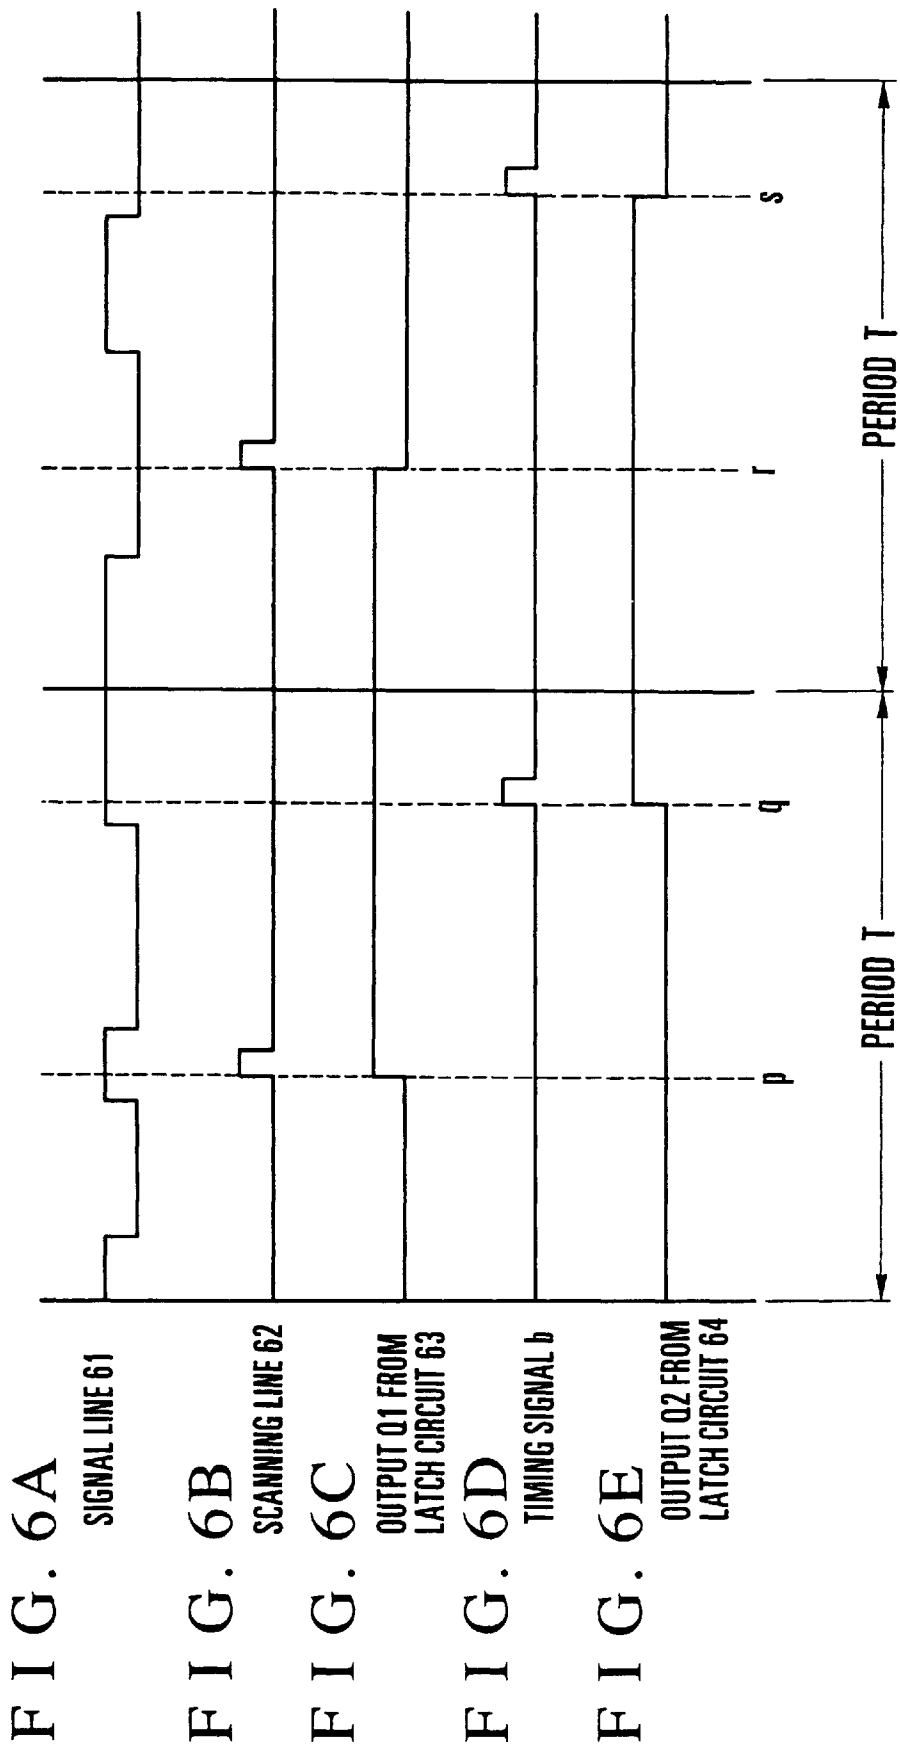 FIG. 6A
SIGNAL LINE 61
FIG. 6B
SCANNING LINE 62
FIG. 6C
OUTPUT Q1 FROM
LATCH CIRCUIT 63
FIG. 6D
TIMING SIGNAL b
FIG. 6E
OUTPUT Q2 FROM
LATCH CIRCUIT 64
p
q
r
s
PERIOD T
PERIOD T